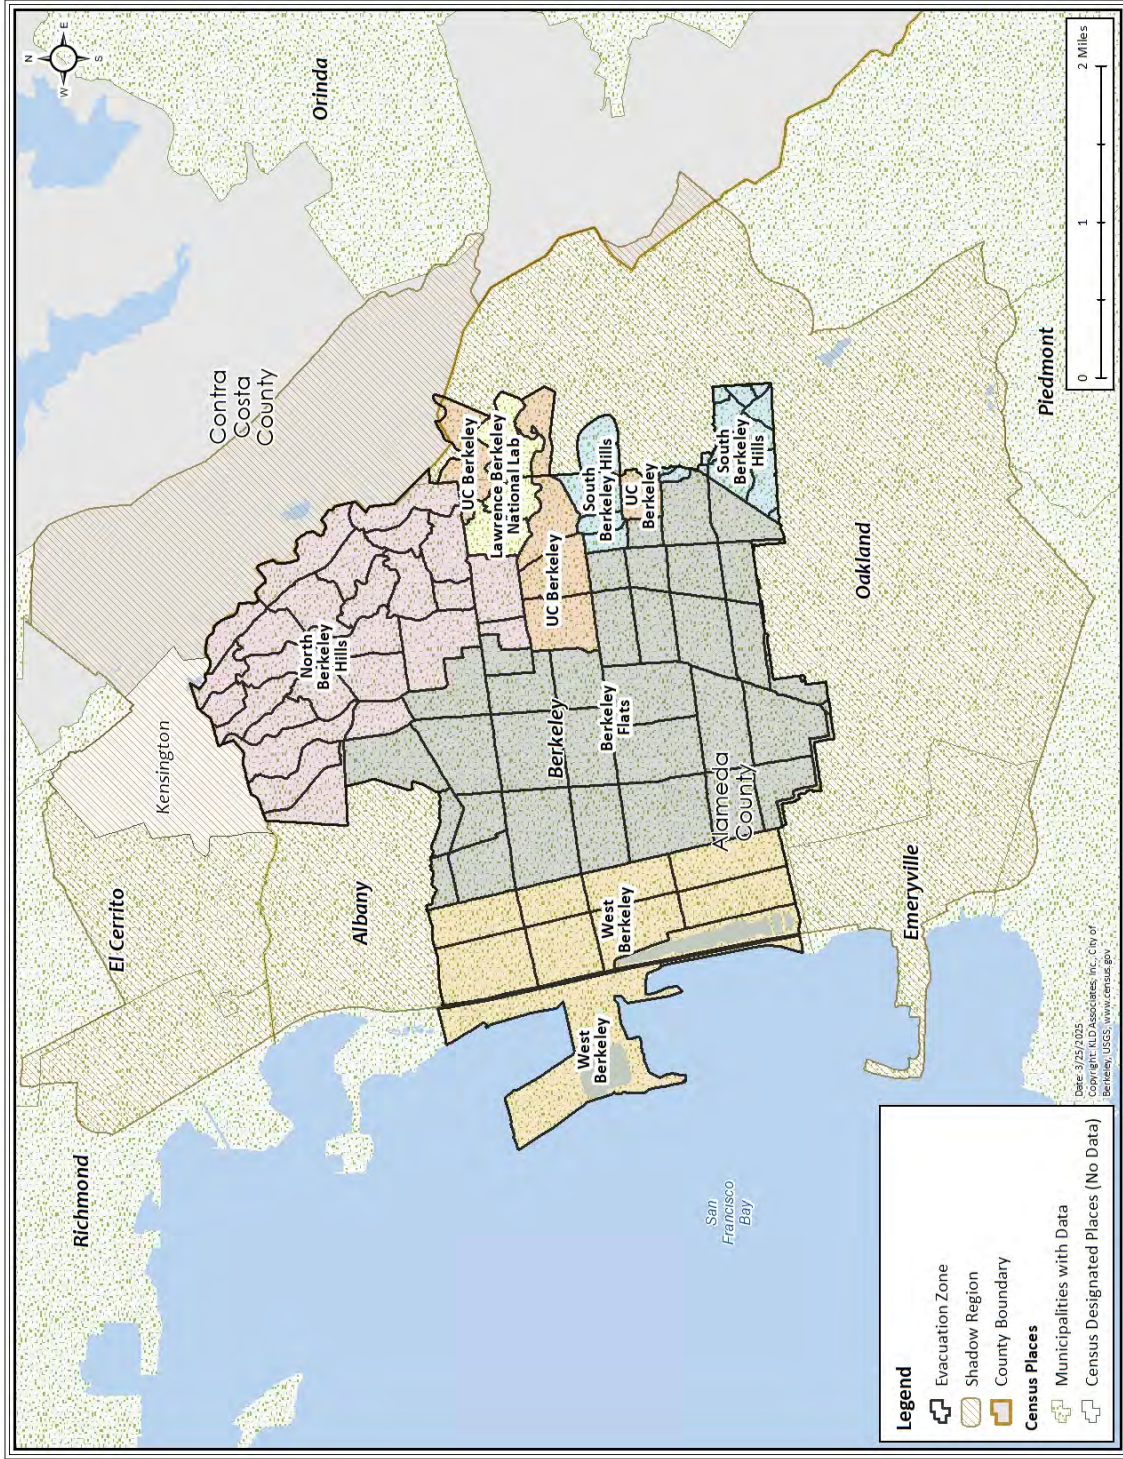 N
E
S
W
Orinda
Contra
Costa
County
Richmond
El Cerrito
Kensington
Albany
North
Berkeley
Hills
UC Berkeley
Lawrence Berkeley
National Lab
UC Berkeley
South
Berkeley Hills
UC
Berkeley
South
Berkeley
Hills
Berkeley
Berkeley
Flats
Alameda
County
West
Berkeley
West
Berkeley
Oakland
Emeryville
Piedmont
San
Francisco
Bay
0
1
2 Miles
Date: 3/25/2025
Copyright: KLD Associates, Inc., City of
Berkeley, USGS, www.census.gov
Legend
Evacuation Zone
Shadow Region
County Boundary
Census Places
Municipalities with Data
Census Designated Places (No Data)